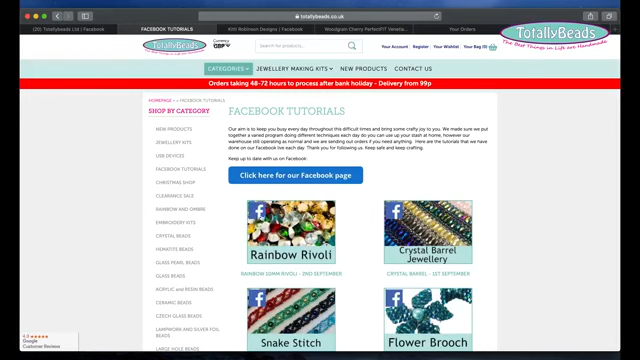 totallybeads.co.uk
(20) Totallybeads Ltd | Facebook
FACEBOOK TUTORIALS
Kitti Robinson Designs | Facebook
Woodgrain Cherry PerfectFIT Venetia...
Your Orders
TotallyBeads
The Best Things in Life are Handmade
TotallyBeads
Currency
GBP
Search for products...
Your Account
Register
Your Wishlist
Your Bag (0)
CATEGORIES
JEWELLERY MAKING KITS
NEW PRODUCTS
CONTACT US
Orders taking 48-72 hours to process after bank holiday - Delivery from 99p
HOMEPAGE > > FACEBOOK TUTORIALS
SHOP BY CATEGORY
NEW PRODUCTS
JEWELLERY KITS
USB DEVICES
FACEBOOK TUTORIALS
CHRISTMAS SHOP
CLEARANCE SALE
RAINBOW AND OMBRE
EMBROIDERY KITS
CRYSTAL BEADS
HEMATITE BEADS
GLASS PEARL BEADS
GLASS BEADS
ACRYLIC and RESIN BEADS
CERAMIC BEADS
CZECH GLASS BEADS
LAMPWORK AND SILVER FOIL
BEADS
LARGE HOLE BEADS
FACEBOOK TUTORIALS
Our aim is to keep you busy every day throughout this difficult times and bring some crafty joy to you. We made sure we put
together a varied program doing different techniques each day so you can use up your stash at home, however our
warehouse still operating as normal and we are sending out orders if you need anything. Here are the tutorials that we have
done on our Facebook live each day. Thank you for following us. Keep safe and keep crafting.
Keep up to date with us on Facebook:
Click here for our Facebook page
Rainbow Rivoli
RAINBOW 10MM RIVOLI - 2ND SEPTEMBER
Crystal Barrel
Jewellery
CRYSTAL BARREL - 1ST SEPTEMBER
Snake Stitch
Flower Brooch
4.9
Google
Customer Reviews